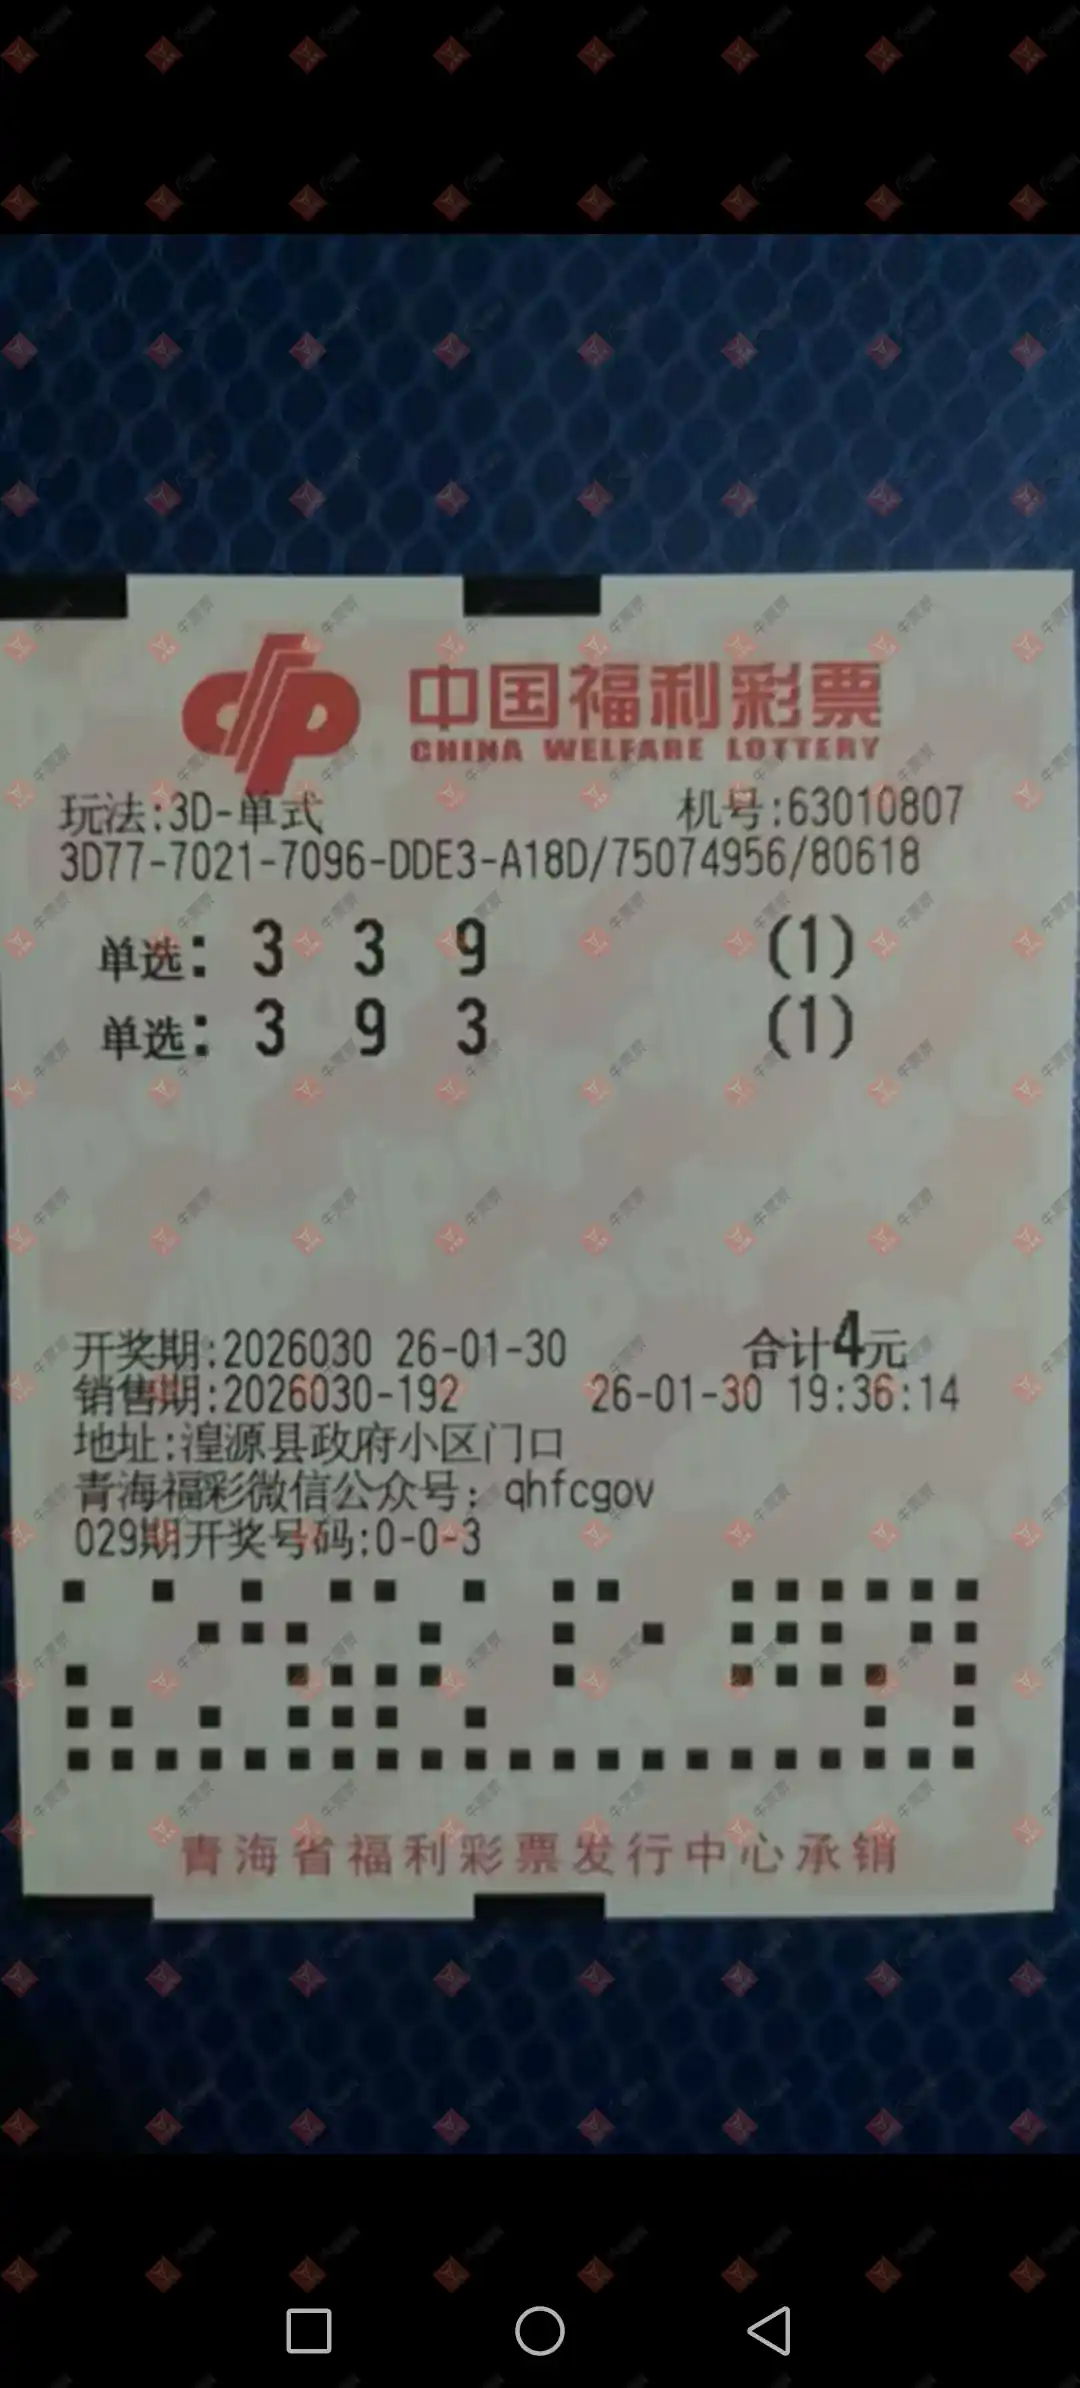 中国福利彩票
CHINA WELFARE LOTTERY
玩法:3D-单式 机号:63010807
3D77-7021-7096-DDE3-A18D/75074956/80618
单选: 3 3 9 (1)
单选: 3 9 3 (1)
开奖期:2026030 26-01-30 合计4元
销售期:2026030-192 26-01-30 19:36:14
地址:湟源县政府小区门口
青海福彩微信公众号: qhfcgov
029期开奖号码:0-0-3
青海省福利彩票发行中心承销